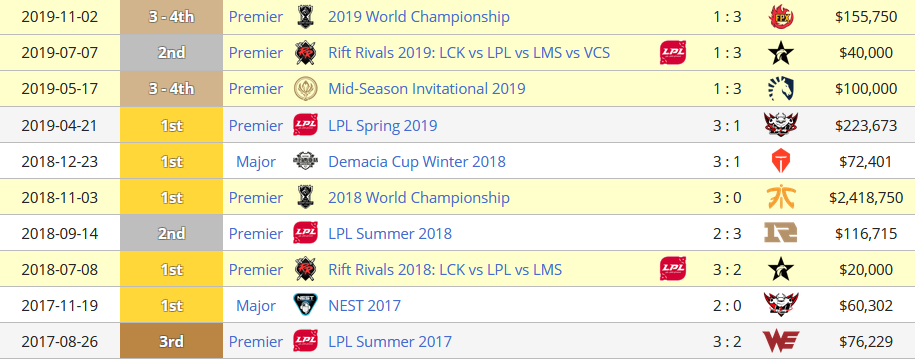 2019-11-02 3 - 4th Premier 2019 World Championship 1 : 3 FPX $155,750
2019-07-07 2nd Premier Rift Rivals 2019: LCK vs LPL vs LMS vs VCS LPL 1 : 3 $40,000
2019-05-17 3 - 4th Premier Mid-Season Invitational 2019 1 : 3 $100,000
2019-04-21 1st Premier LPL LPL Spring 2019 3 : 1 $223,673
2018-12-23 1st Major Demacia Cup Winter 2018 3 : 1 $72,401
2018-11-03 1st Premier 2018 World Championship 3 : 0 $2,418,750
2018-09-14 2nd Premier LPL LPL Summer 2018 2 : 3 $116,715
2018-07-08 1st Premier Rift Rivals 2018: LCK vs LPL vs LMS LPL 3 : 2 $20,000
2017-11-19 1st Major NEST NEST 2017 2 : 0 $60,302
2017-08-26 3rd Premier LPL LPL Summer 2017 3 : 2 WE $76,229